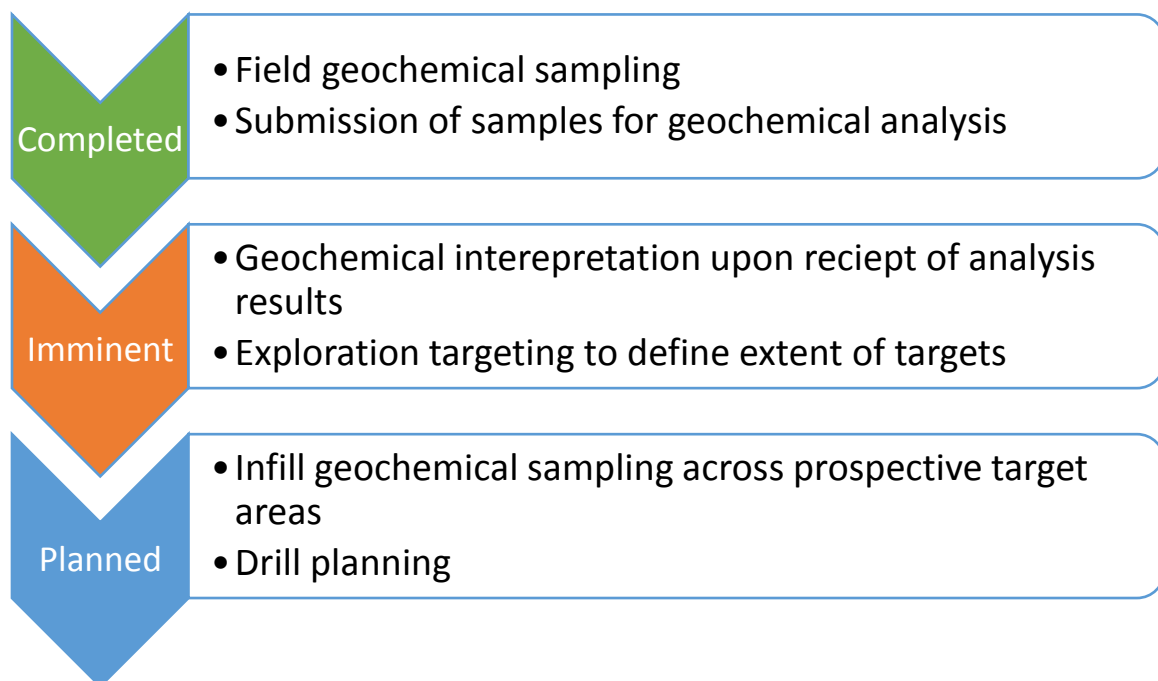 Completed
• Field geochemical sampling
• Submission of samples for geochemical analysis
Imminent
• Geochemical interepretation upon reciept of analysis
results
• Exploration targeting to define extent of targets
Planned
• Infill geochemical sampling across prospective target
areas
• Drill planning